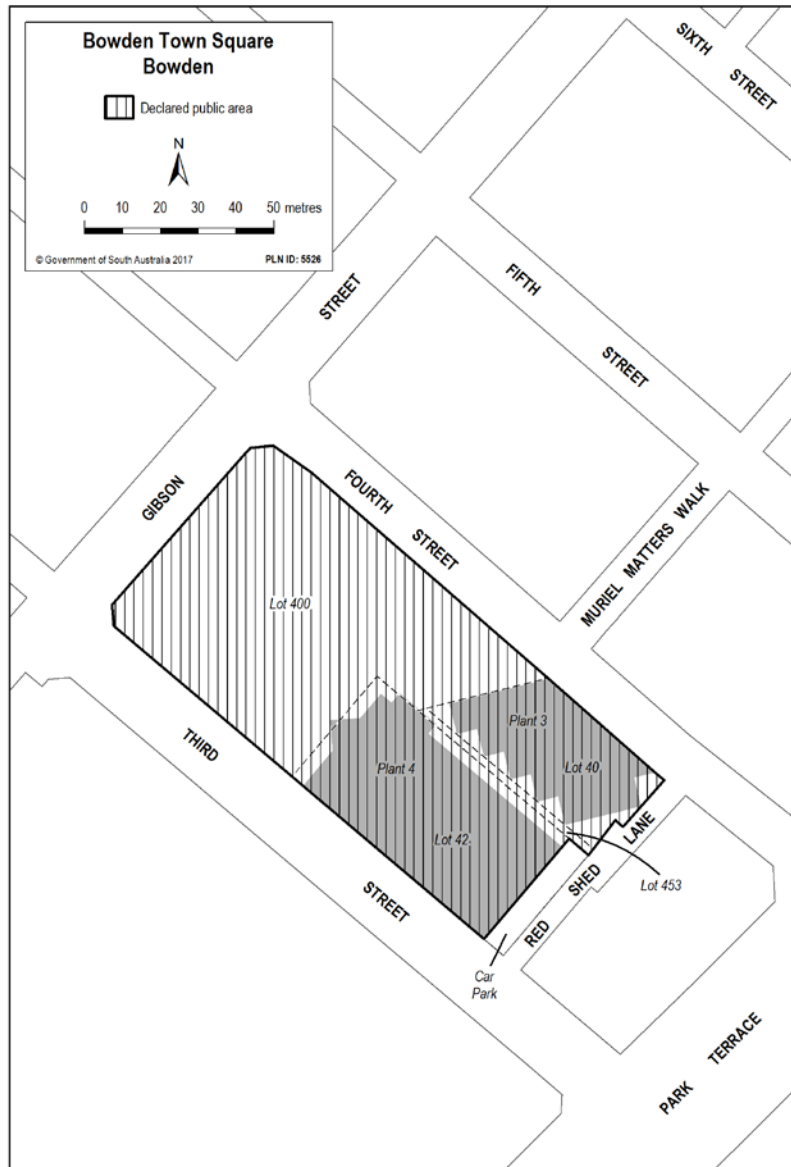 Bowden Town Square
Bowden
Declared public area
N
0 10 20 30 40 50 metres
© Government of South Australia 2017 PLN ID: 5526
SIXTH
STREET
STREET
FIFTH
STREET
GIBSON
FOURTH
STREET
MURIEL MATTERS WALK
Lot 400
Plant 3
THIRD
Plant 4
Lot 40
Lot 42
LANE
STREET
SHED
Lot 453
RED
Car
Park
PARK TERRACE